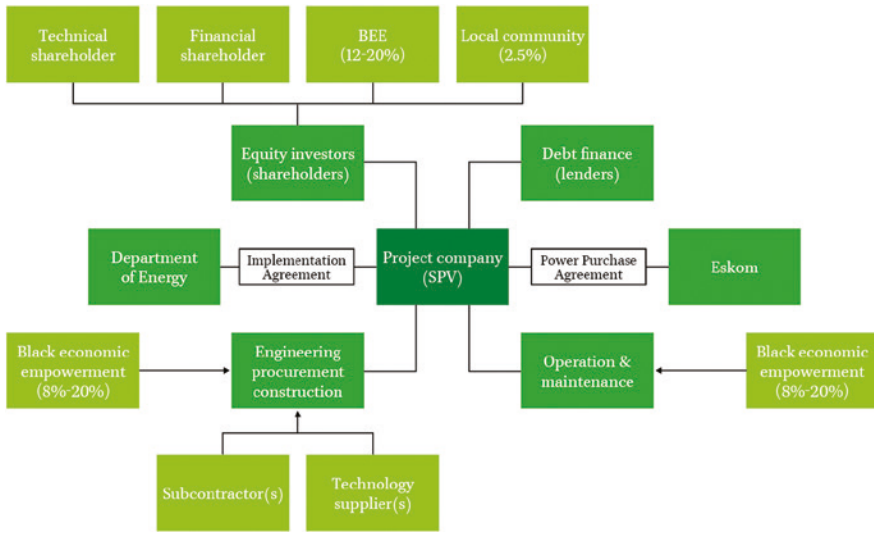 Technical
shareholder
Financial
shareholder
BEE
(12-20%)
Local community
(2.5%)
Equity investors
(shareholders)
Debt finance
(lenders)
Department
of Energy
Implementation
Agreement
Project company
(SPV)
Power Purchase
Agreement
Eskom
Black economic
empowerment
(8%-20%)
Engineering
procurement
construction
Operation &
maintenance
Black economic
empowerment
(8%-20%)
Subcontractor(s)
Technology
supplier(s)